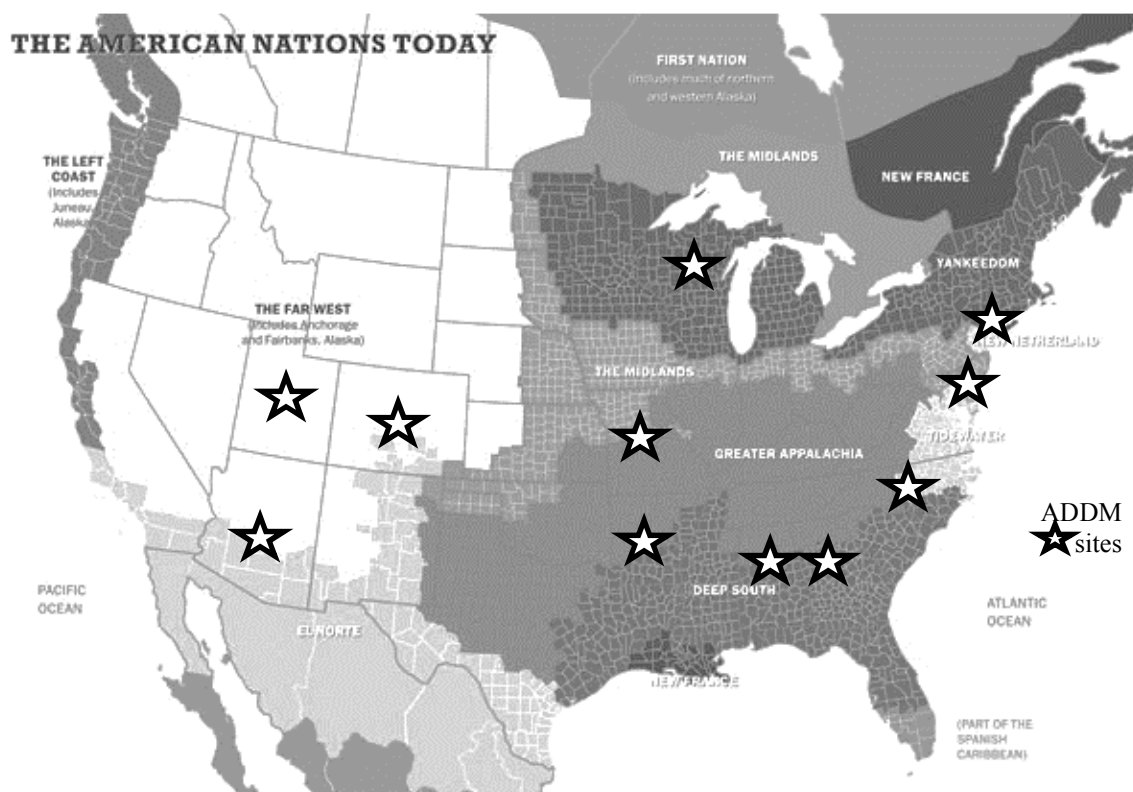 THE AMERICAN NATIONS TODAY
FIRST NATION
(includes much of northern
and western Alaska)
THE MIDLANDS
THE LEFT
COAST
(includes
Juneau,
Alaska)
NEW FRANCE
YANKEEDOM
THE FAR WEST
(includes Anchorage
and Fairbanks, Alaska)
NEW NETHERLAND
THE MIDLANDS
TIDEWATER
GREATER APPALACHIA
ADDM
sites
PACIFIC
OCEAN
DEEP SOUTH
ATLANTIC
OCEAN
EL NORTE
NEW FRANCE
(PART OF THE
SPANISH
CARIBBEAN)